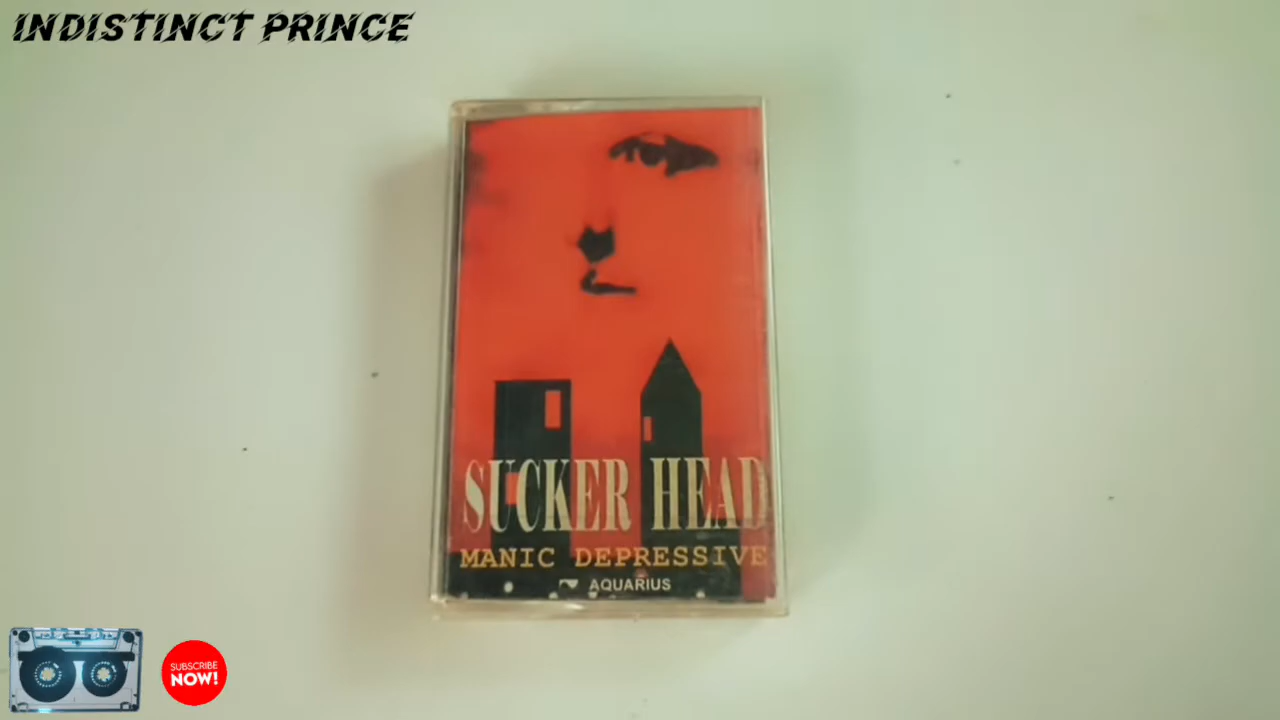 INDISTINCT PRINCE
SUCKER HEAD
MANIC DEPRESSIVE
AQUARIUS
SUBSCRIBE
NOW!